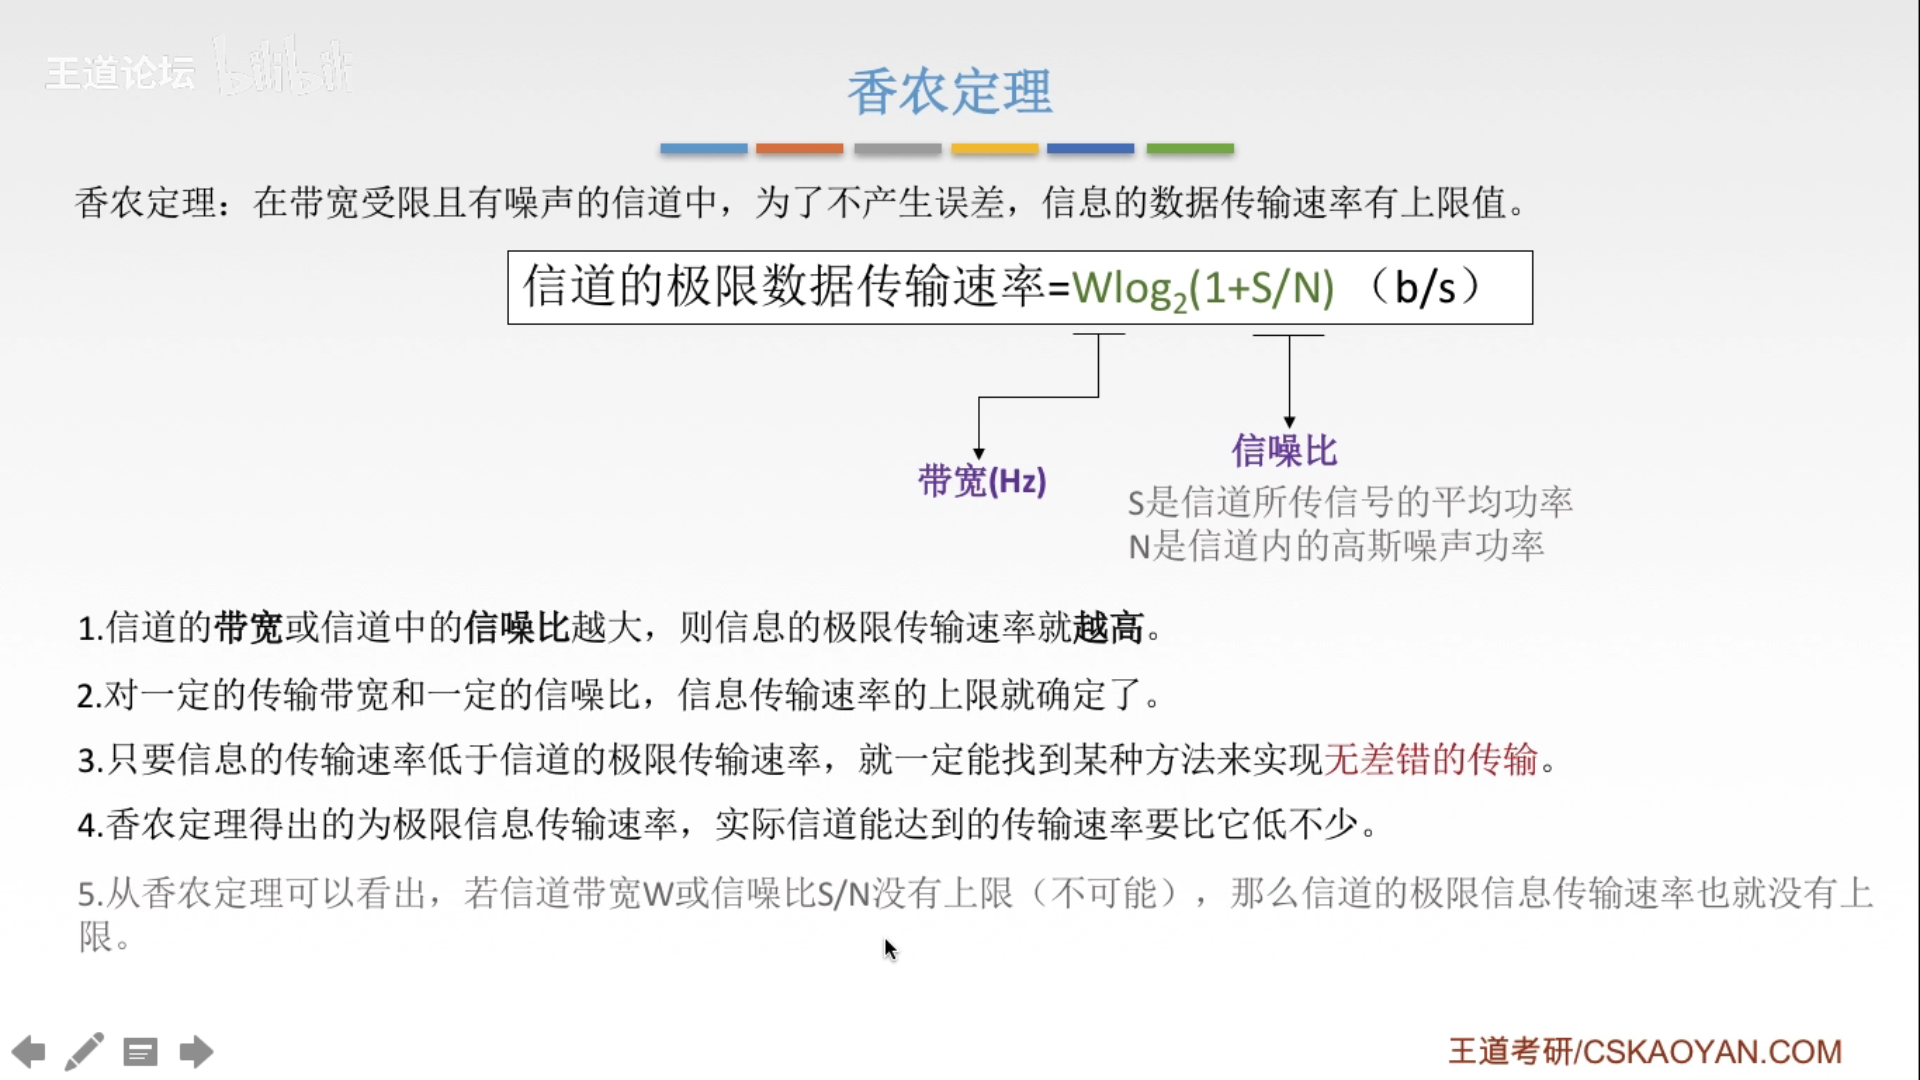 王道论坛 bilibili
香农定理
香农定理：在带宽受限且有噪声的信道中，为了不产生误差，信息的数据传输速率有上限值。
信道的极限数据传输速率=Wlog₂(1+S/N) （b/s）
信噪比
带宽(Hz)
S是信道所传信号的平均功率
N是信道内的高斯噪声功率
1.信道的带宽或信道中的信噪比越大，则信息的极限传输速率就越高。
2.对一定的传输带宽和一定的信噪比，信息传输速率的上限就确定了。
3.只要信息的传输速率低于信道的极限传输速率，就一定能找到某种方法来实现无差错的传输。
4.香农定理得出的为极限信息传输速率，实际信道能达到的传输速率要比它低不少。
5.从香农定理可以看出，若信道带宽W或信噪比S/N没有上限（不可能），那么信道的极限信息传输速率也就没有上
限。
王道考研/CSKAOYAN.COM